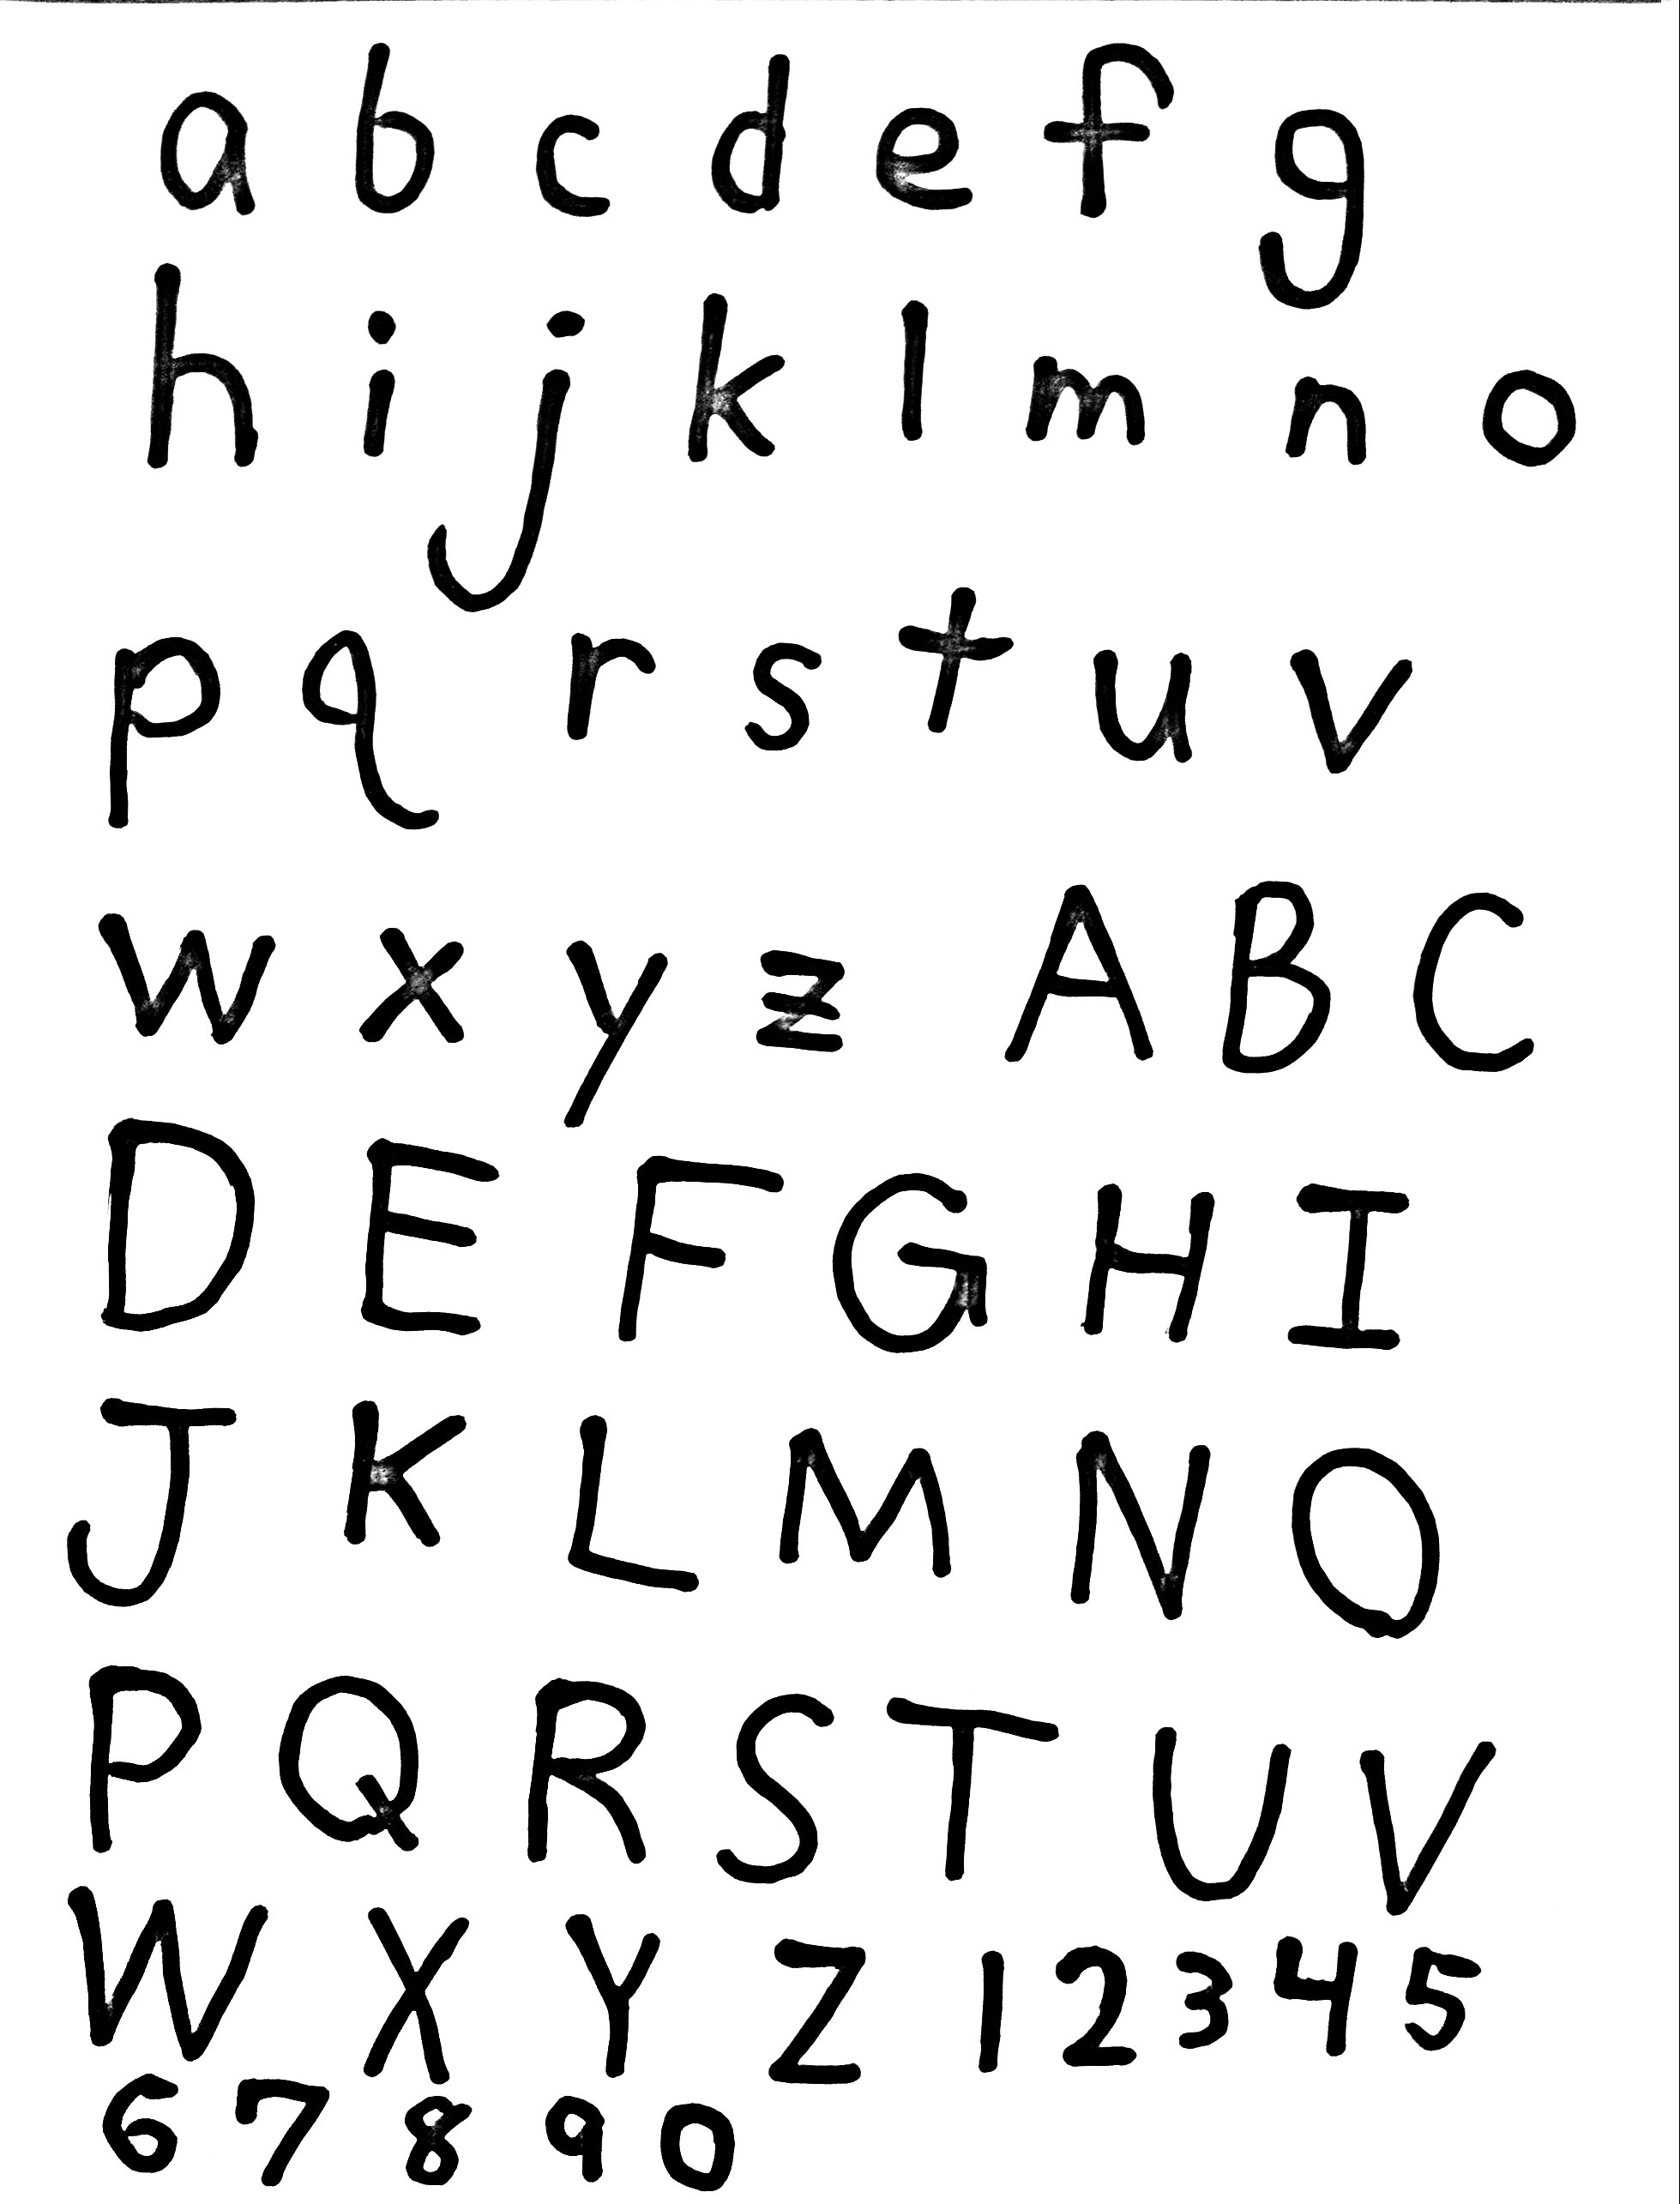 a b c d e f g
h i j k l m n o
p q r s t u v
w x y z A B C
D E F G H I
J K L M N O
P Q R S T U V
W X Y Z 1 2 3 4 5
6 7 8 9 0